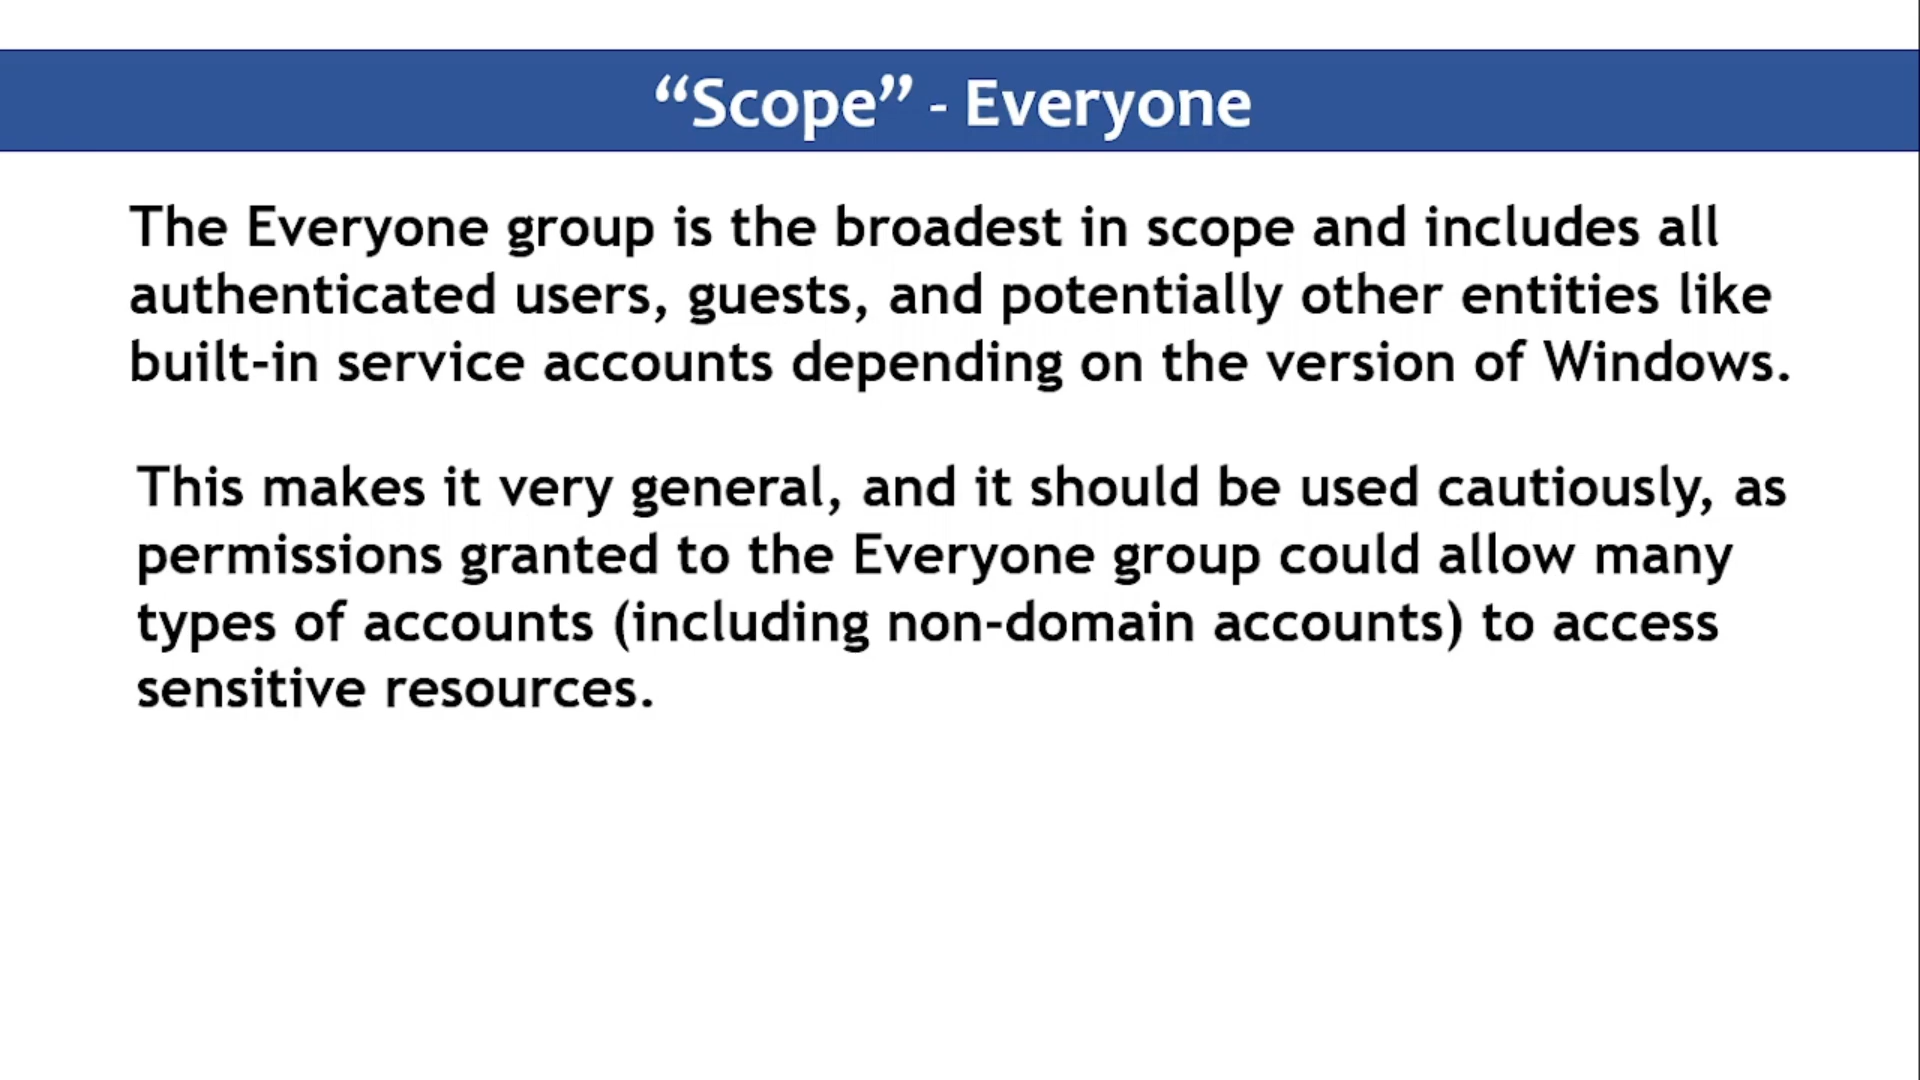 “Scope” - Everyone
The Everyone group is the broadest in scope and includes all
authenticated users, guests, and potentially other entities like
built-in service accounts depending on the version of Windows.
This makes it very general, and it should be used cautiously, as
permissions granted to the Everyone group could allow many
types of accounts (including non-domain accounts) to access
sensitive resources.